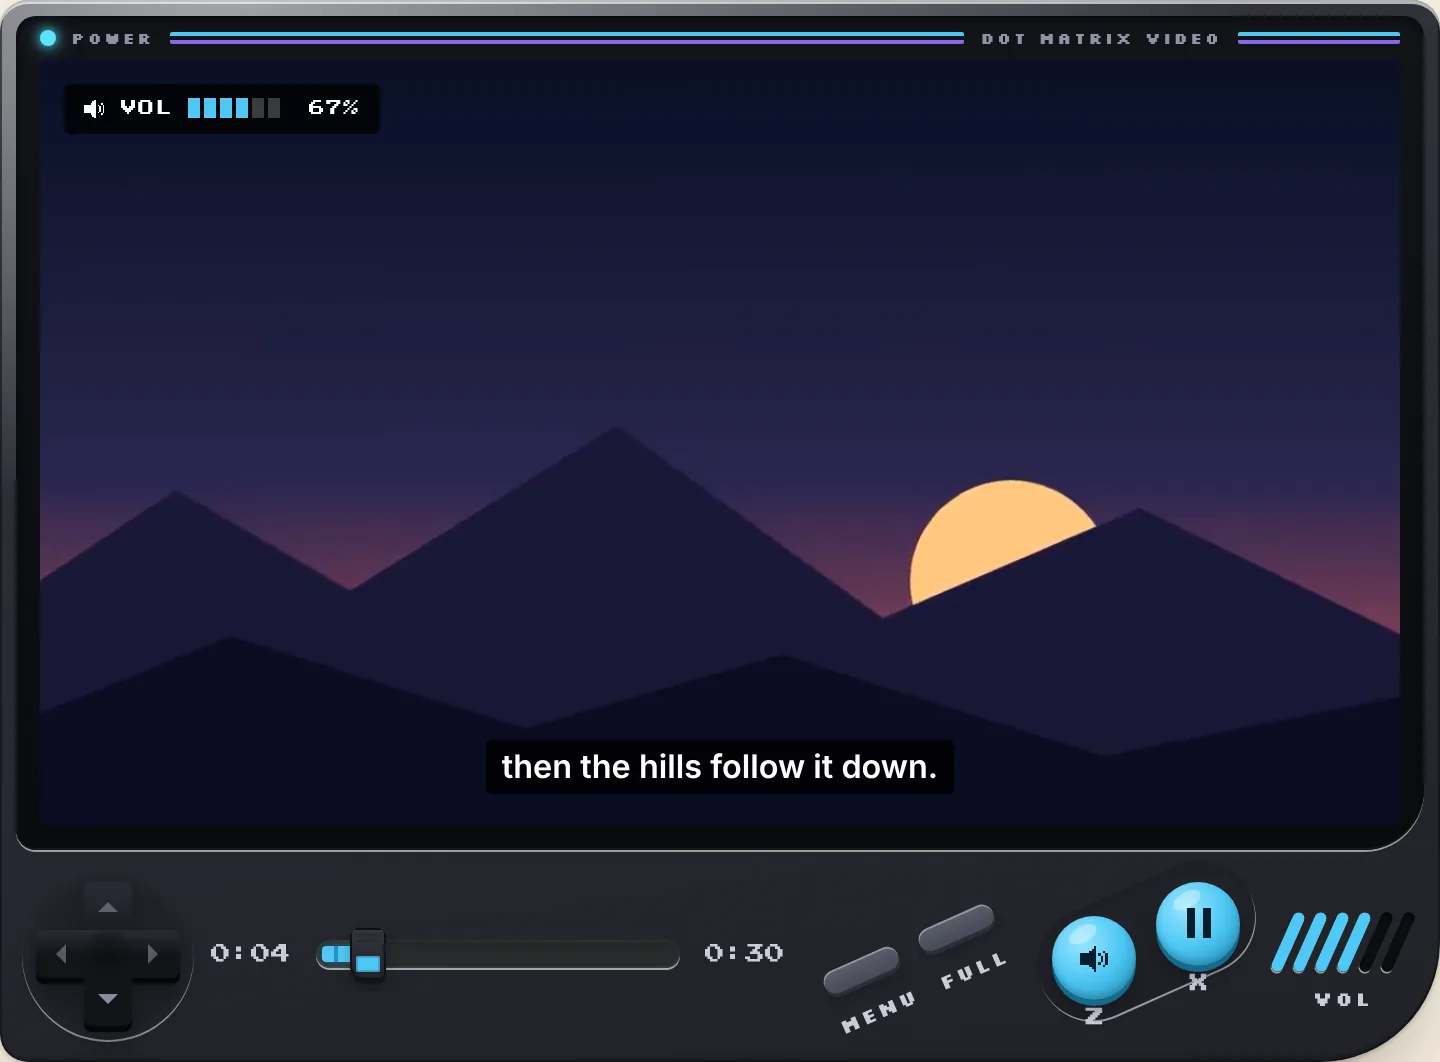 POWER
DOT MATRIX VIDEO
VOL 67%
then the hills follow it down.
0:04
0:30
MENU
FULL
Z
X
VOL